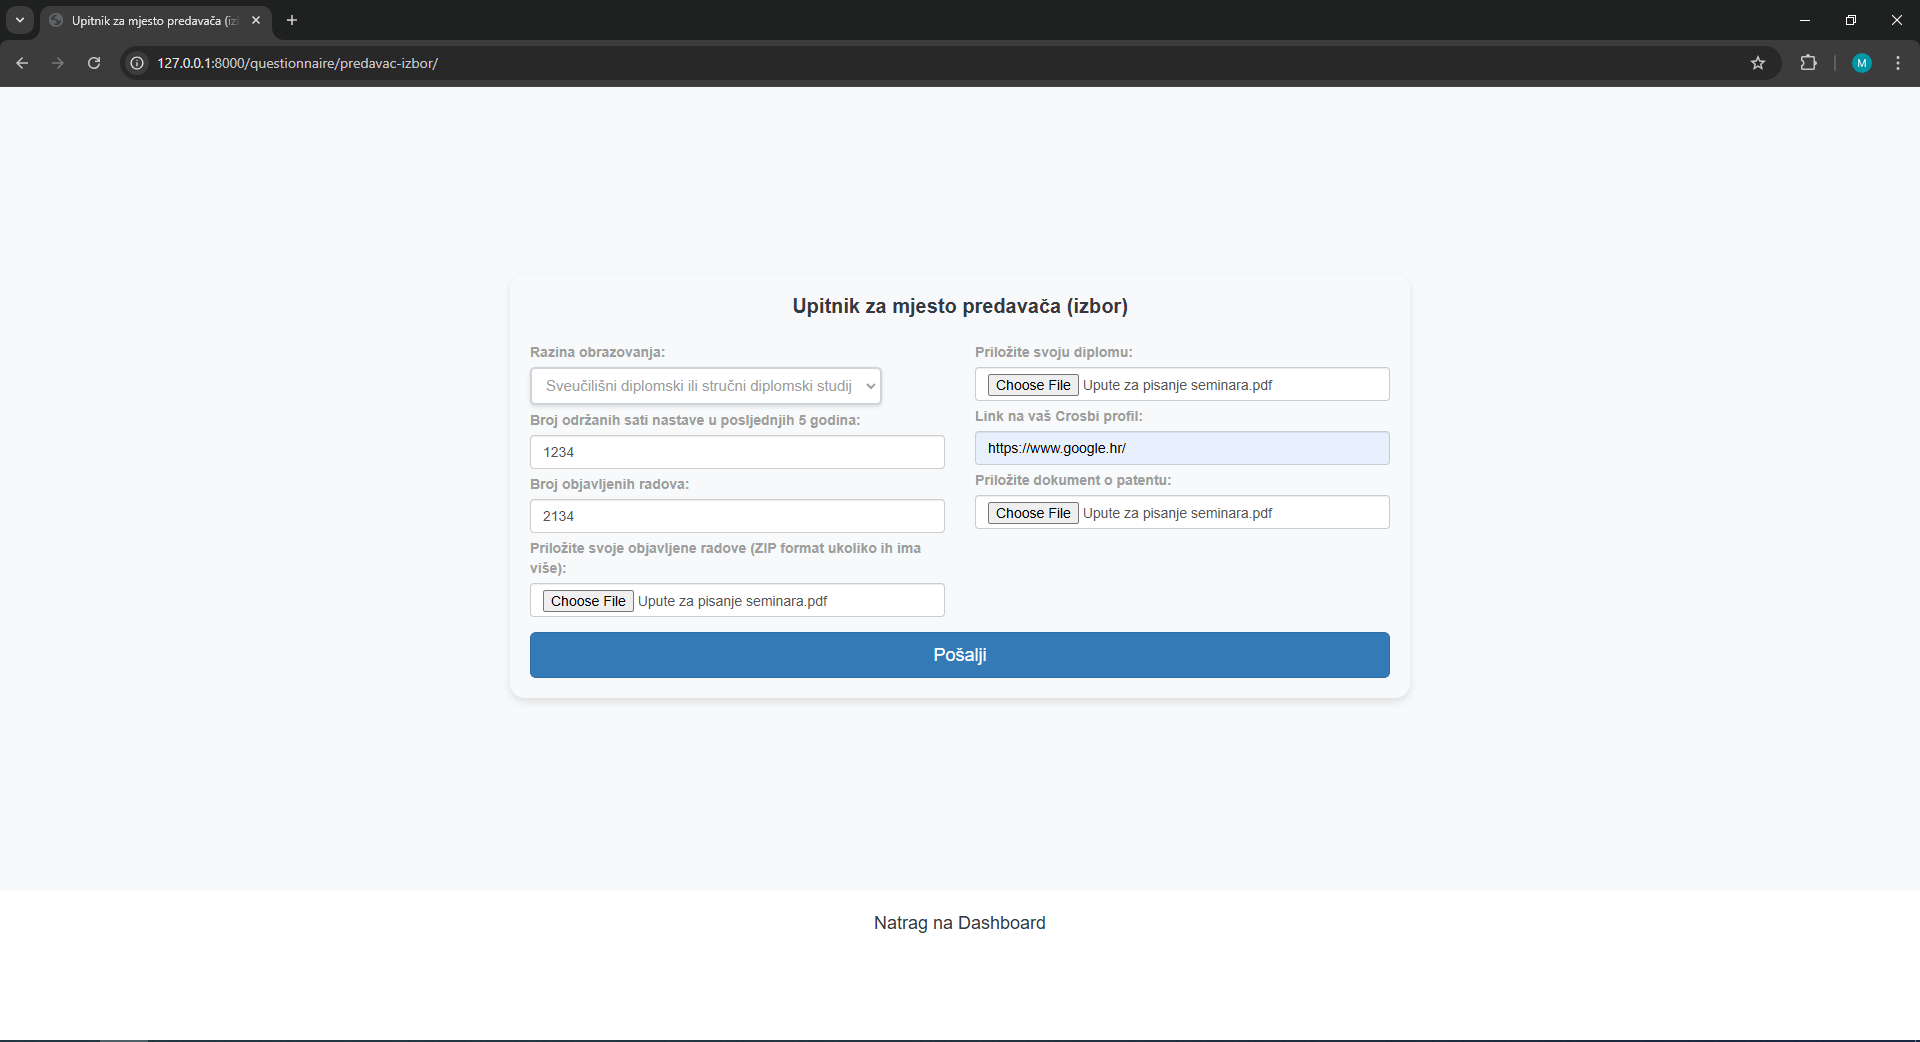 Upitnik za mjesto predavača (iz
127.0.0.1:8000/questionnaire/predavac-izbor/
M
Upitnik za mjesto predavača (izbor)
Razina obrazovanja:
Sveučilišni diplomski ili stručni diplomski studij
Broj održanih sati nastave u posljednjih 5 godina:
1234
Broj objavljenih radova:
2134
Priložite svoje objavljene radove (ZIP format ukoliko ih ima
više):
Choose File Upute za pisanje seminara.pdf
Priložite svoju diplomu:
Choose File Upute za pisanje seminara.pdf
Link na vaš Crosbi profil:
https://www.google.hr/
Priložite dokument o patentu:
Choose File Upute za pisanje seminara.pdf
Pošalji
Natrag na Dashboard